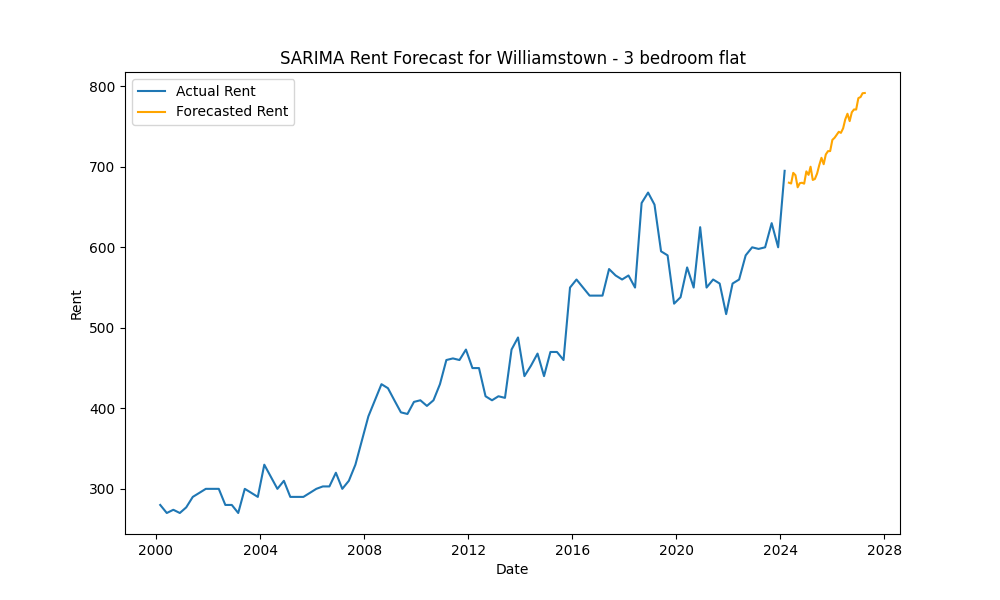 SARIMA Rent Forecast for Williamstown - 3 bedroom flat
Actual Rent
Forecasted Rent
800
700
600
500
400
300
Rent
2000 2004 2008 2012 2016 2020 2024 2028
Date